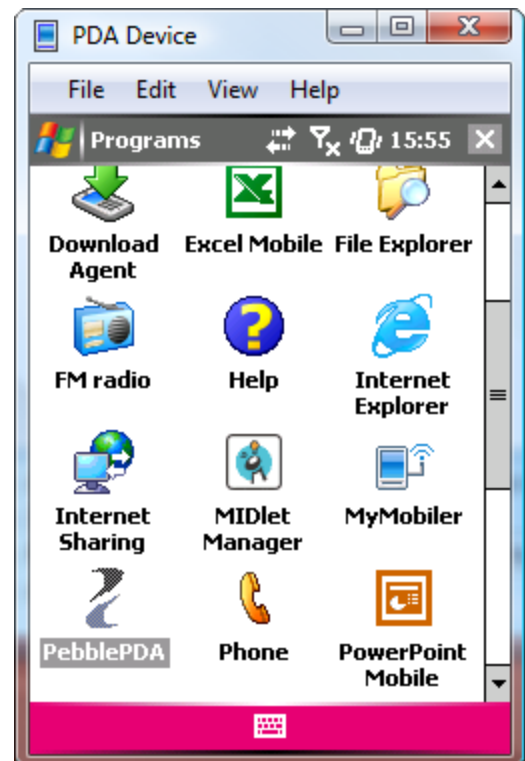 PDA Device
File Edit View Help
Programs 15:55
Download Agent Excel Mobile File Explorer
FM radio Help Internet Explorer
Internet Sharing MIDlet Manager MyMobiler
PebblePDA Phone PowerPoint Mobile